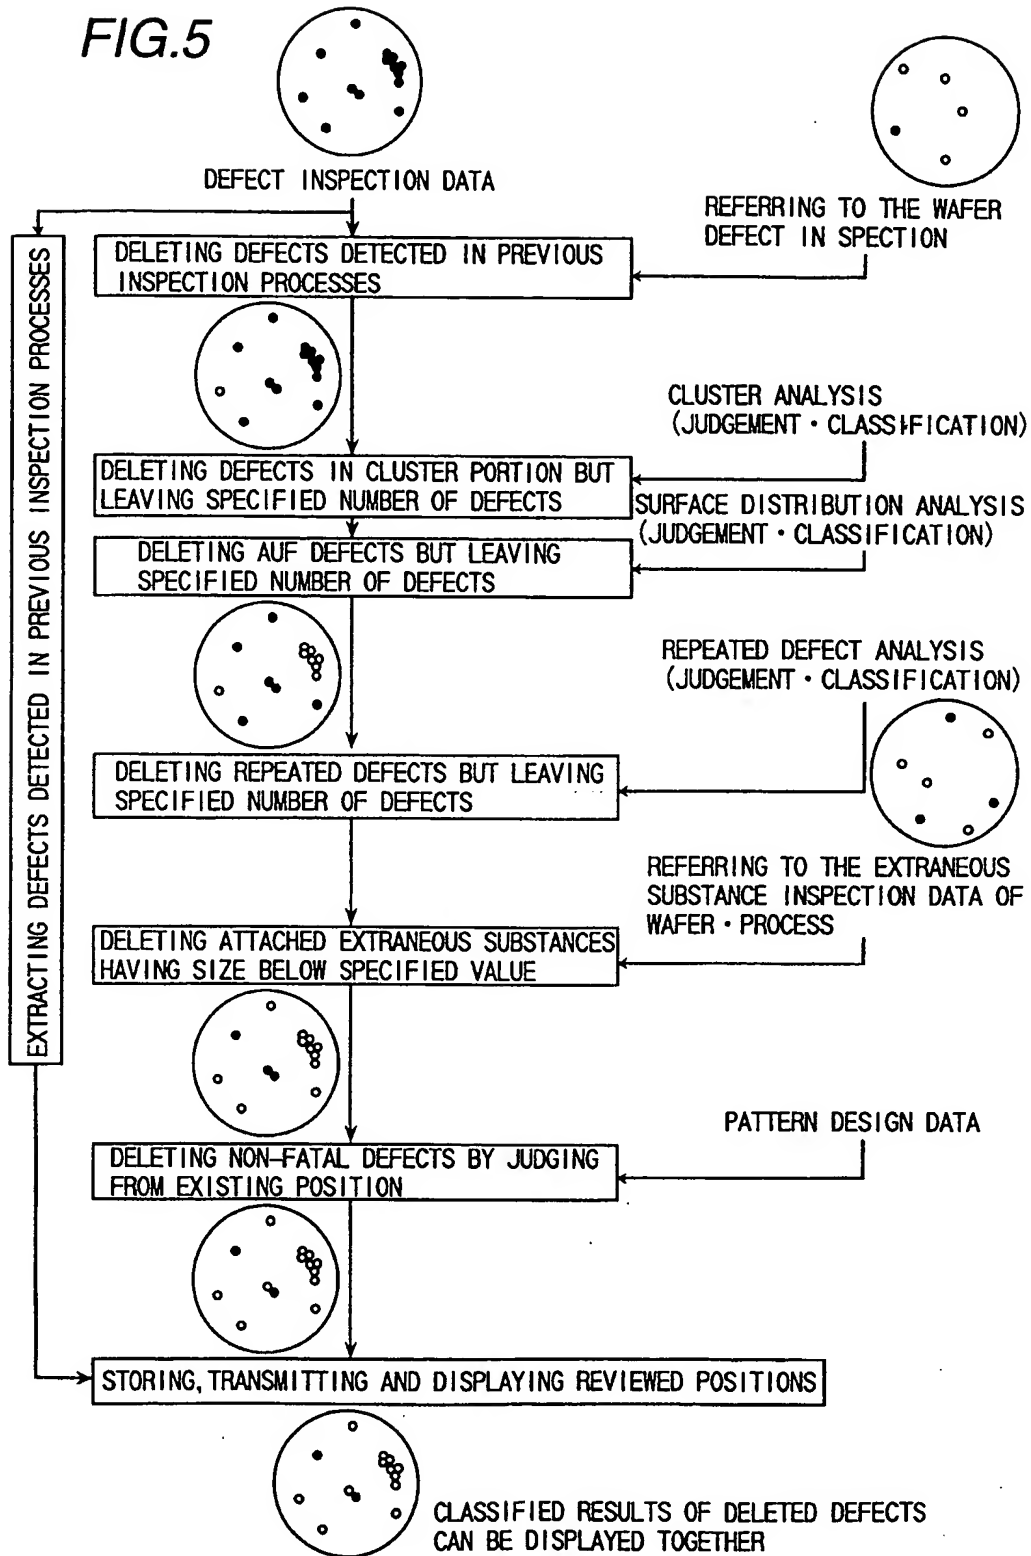 FIG.5
DEFECT INSPECTION DATA
REFERRING TO THE WAFER
DEFECT IN SPECTION
EXTRACTING DEFECTS DETECTED IN PREVIOUS INSPECTION PROCESSES
DELETING DEFECTS DETECTED IN PREVIOUS
INSPECTION PROCESSES
CLUSTER ANALYSIS
(JUDGEMENT・CLASSIFICATION)
DELETING DEFECTS IN CLUSTER PORTION BUT
LEAVING SPECIFIED NUMBER OF DEFECTS
SURFACE DISTRIBUTION ANALYSIS
(JUDGEMENT・CLASSIFICATION)
DELETING AUF DEFECTS BUT LEAVING
SPECIFIED NUMBER OF DEFECTS
REPEATED DEFECT ANALYSIS
(JUDGEMENT・CLASSIFICATION)
DELETING REPEATED DEFECTS BUT LEAVING
SPECIFIED NUMBER OF DEFECTS
REFERRING TO THE EXTRANEOUS
SUBSTANCE INSPECTION DATA OF
WAFER・PROCESS
DELETING ATTACHED EXTRANEOUS SUBSTANCES
HAVING SIZE BELOW SPECIFIED VALUE
PATTERN DESIGN DATA
DELETING NON-FATAL DEFECTS BY JUDGING
FROM EXISTING POSITION
STORING, TRANSMITTING AND DISPLAYING REVIEWED POSITIONS
CLASSIFIED RESULTS OF DELETED DEFECTS
CAN BE DISPLAYED TOGETHER